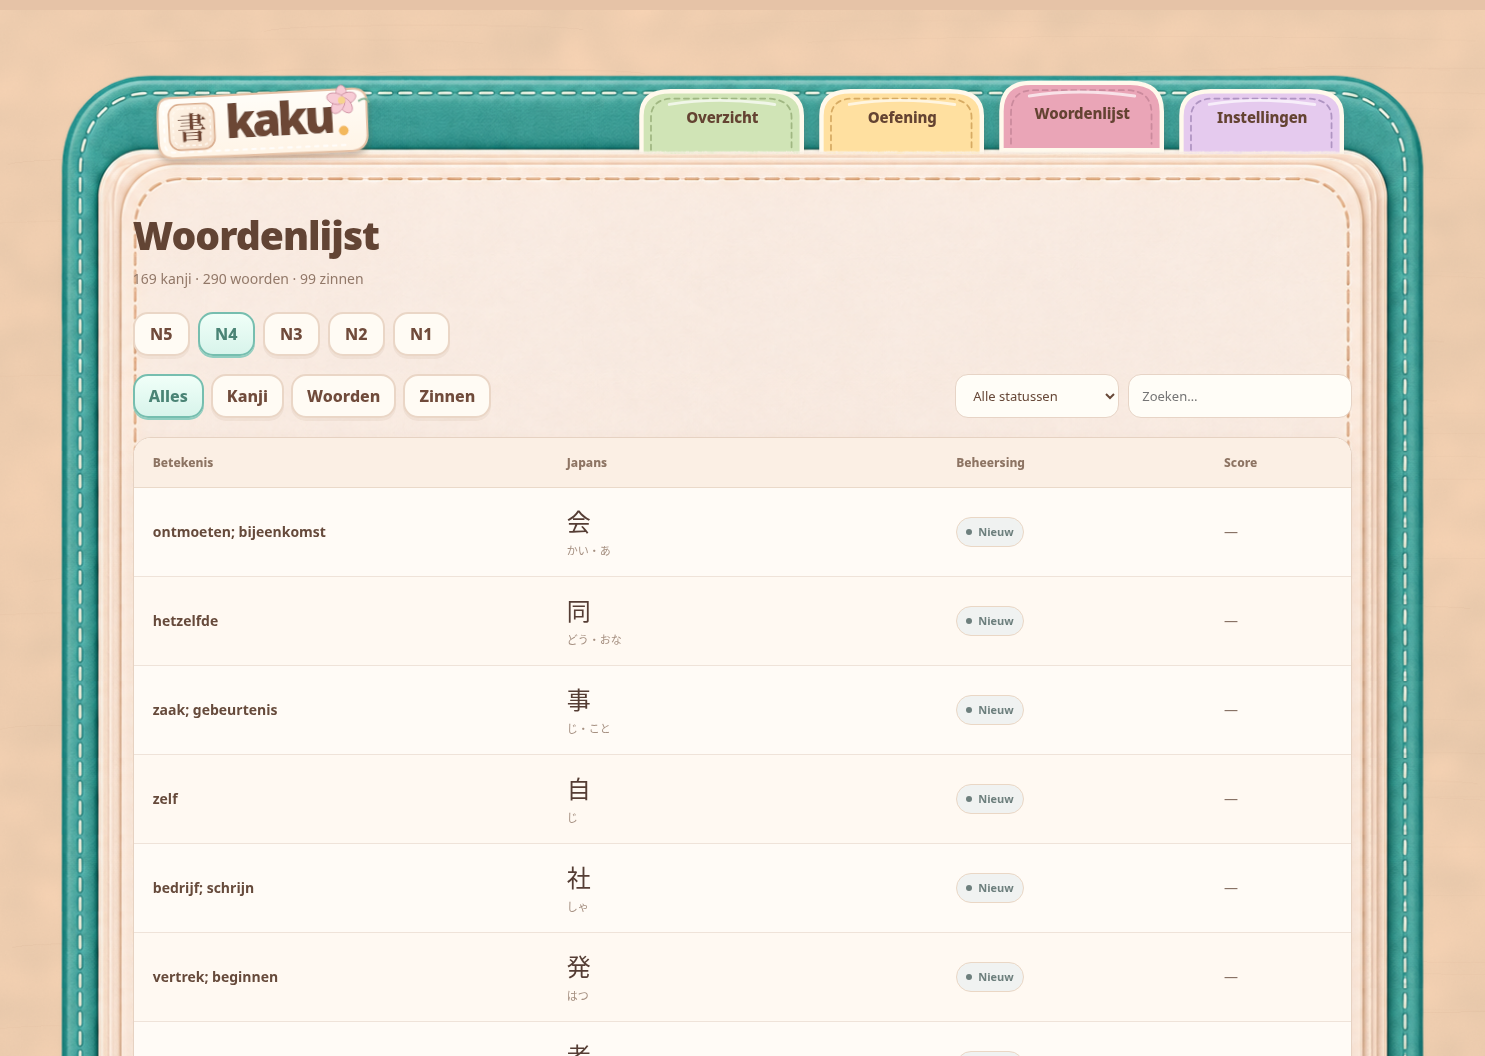 書 kaku.
Overzicht
Oefening
Woordenlijst
Instellingen
Woordenlijst
169 kanji · 290 woorden · 99 zinnen
N5 N4 N3 N2 N1
Alles Kanji Woorden Zinnen Alle statussen Zoeken...
Betekenis Japans Beheersing Score
ontmoeten; bijeenkomst 会 Nieuw —
かい・あ
hetzelfde 同 Nieuw —
どう・おな
zaak; gebeurtenis 事 Nieuw —
じ・こと
zelf 自 Nieuw —
じ
bedrijf; schrijn 社 Nieuw —
しゃ
vertrek; beginnen 発 Nieuw —
はつ